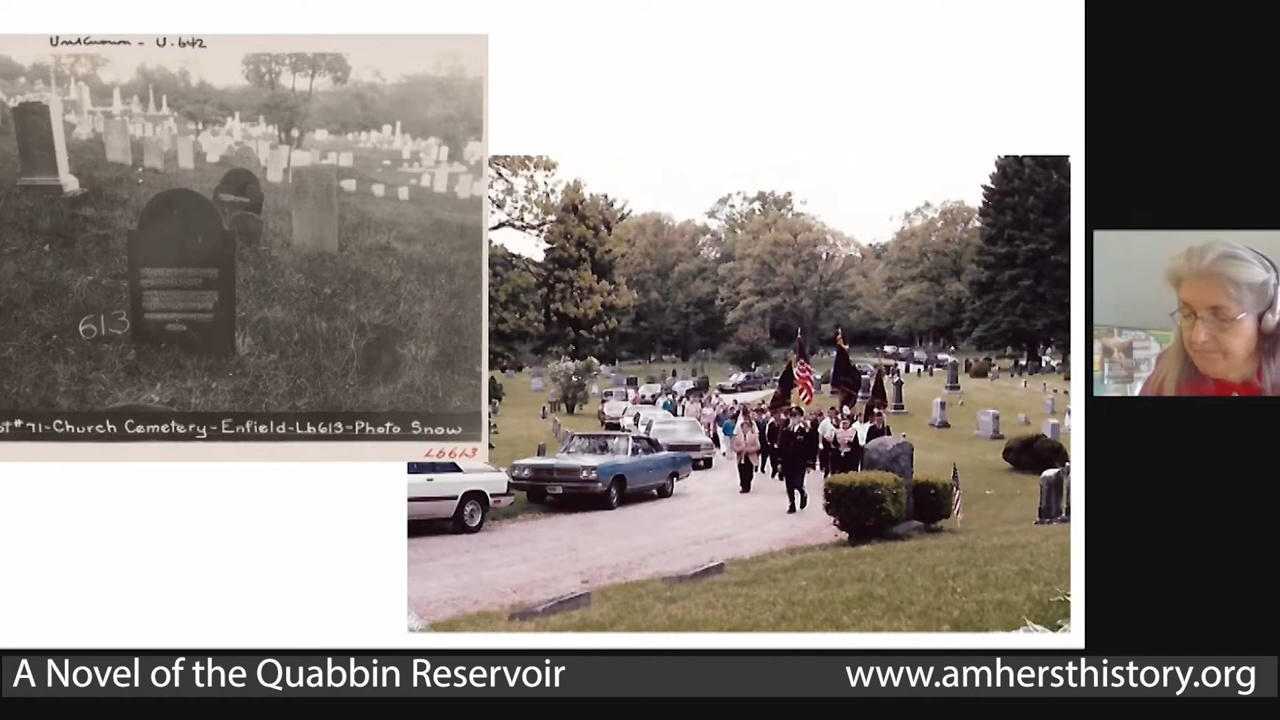 Unknown - U.642
613
ot#71-Church Cemetery-Enfield-Lb613-Photo Snow
L6613
A Novel of the Quabbin Reservoir
www.amhersthistory.org